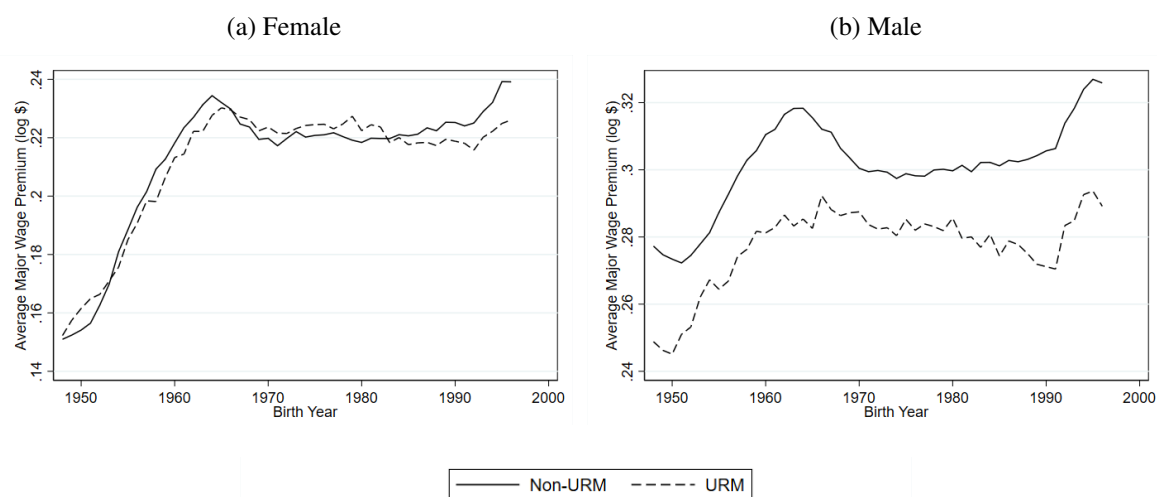 (a) Female
Average Major Wage Premium (log $)
.24
.22
.2
.18
.16
.14
1950 1960 1970 1980 1990 2000
Birth Year
(b) Male
Average Major Wage Premium (log $)
.32
.3
.28
.26
.24
1950 1960 1970 1980 1990 2000
Birth Year
Non-URM URM